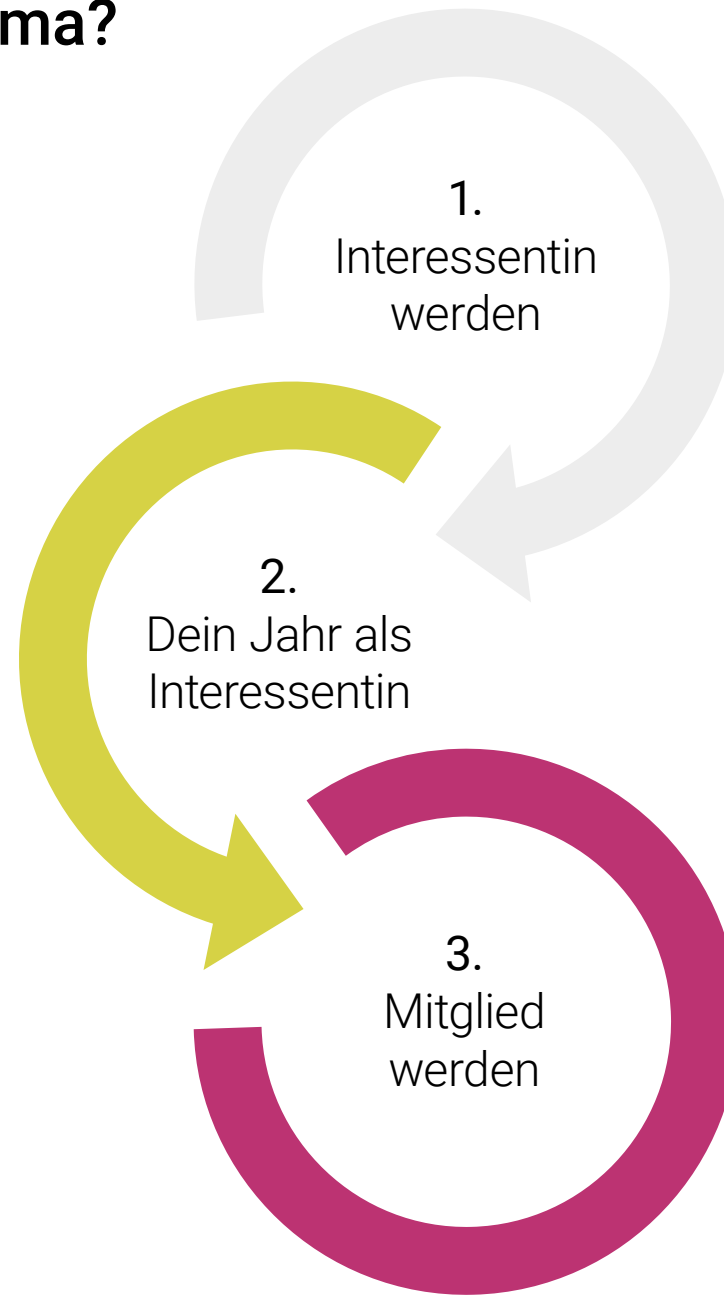 ma?
1.
Interessentin
werden
2.
Dein Jahr als
Interessentin
3.
Mitglied
werden